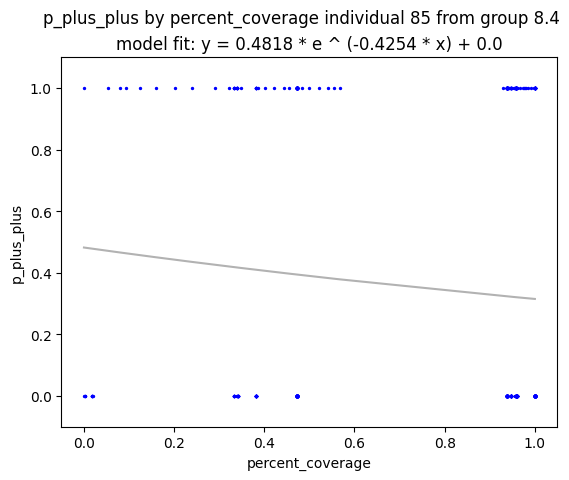 p_plus_plus by percent_coverage individual 85 from group 8.4
model fit: y = 0.4818 * e ^ (-0.4254 * x) + 0.0
1.0
0.8
0.6
0.4
0.2
0.0
p_plus_plus
0.0 0.2 0.4 0.6 0.8 1.0
percent_coverage